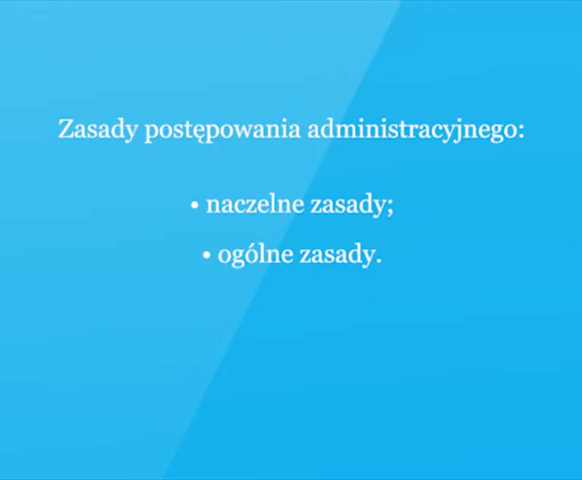 Zasady postępowania administracyjnego:
• naczelne zasady;
• ogólne zasady.